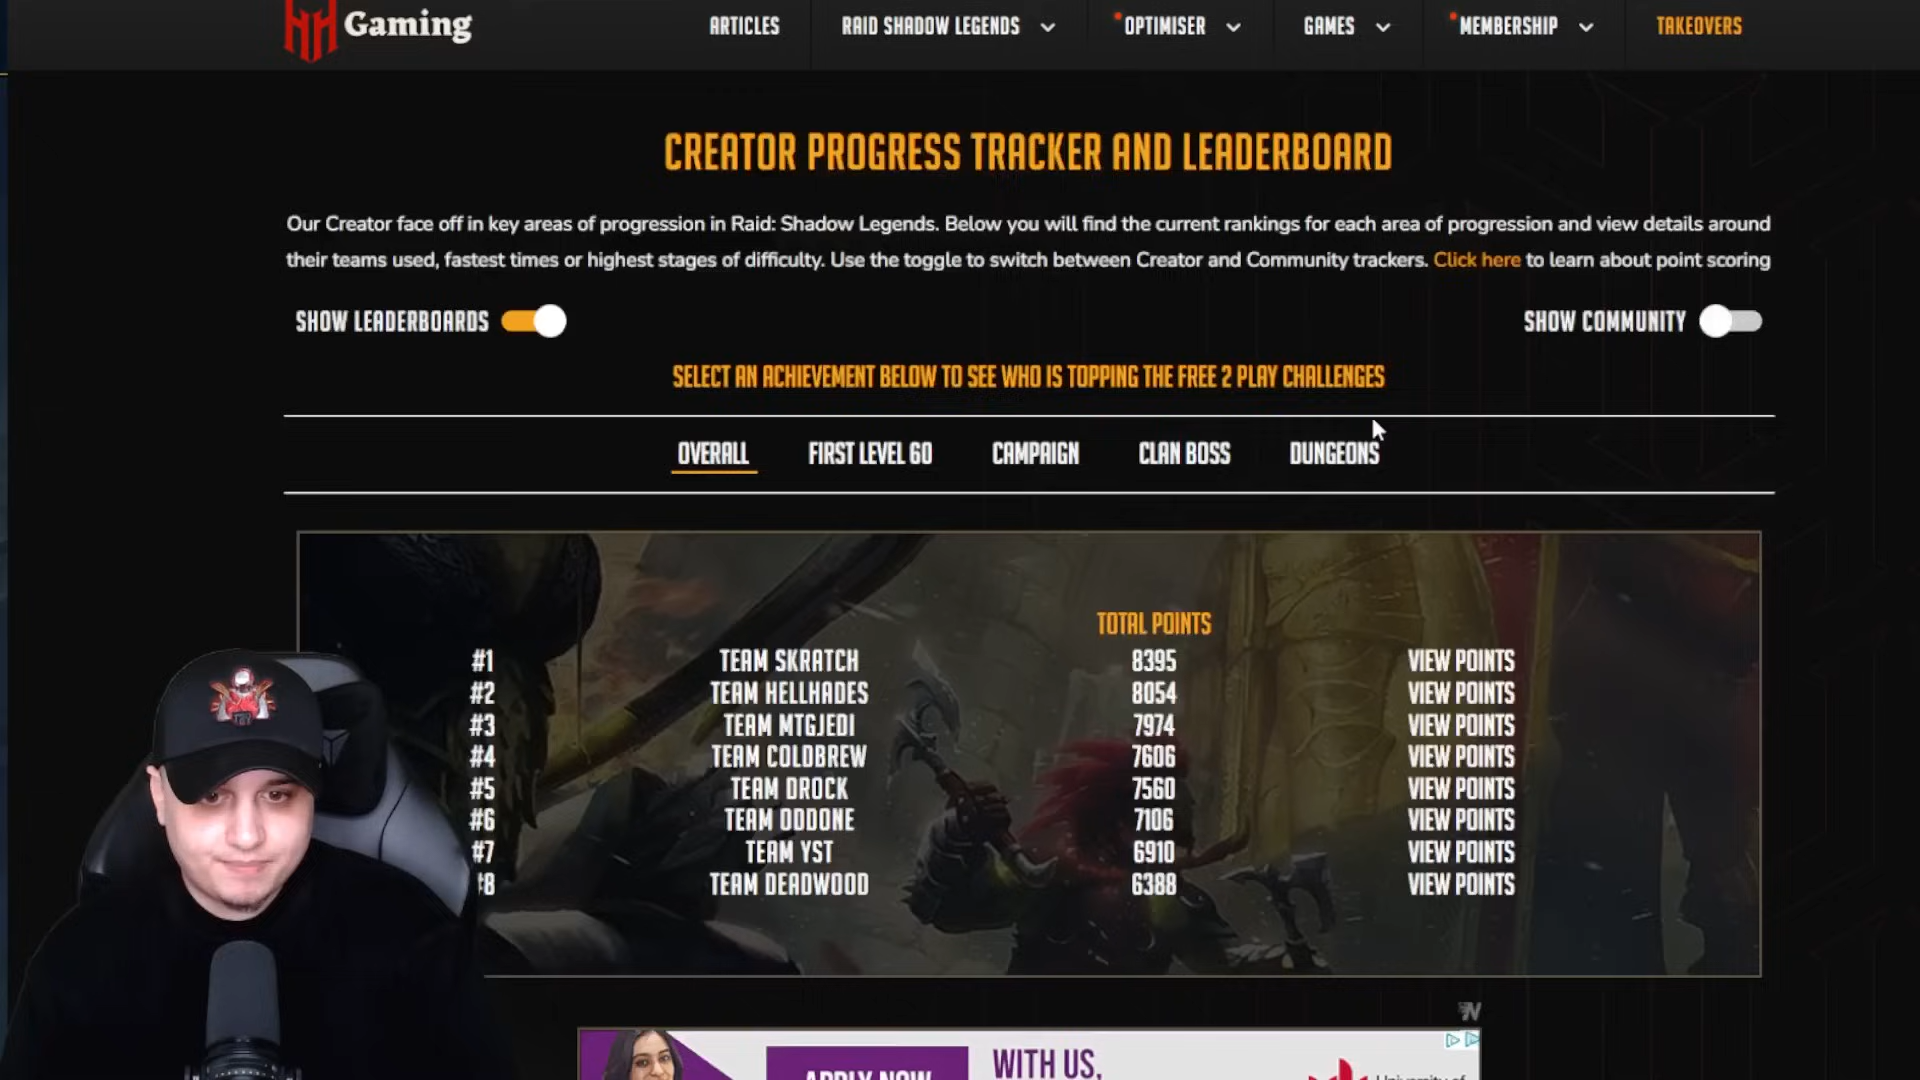 Gaming
ARTICLES RAID SHADOW LEGENDS OPTIMISER GAMES MEMBERSHIP TAKEOVERS
CREATOR PROGRESS TRACKER AND LEADERBOARD
Our Creator face off in key areas of progression in Raid: Shadow Legends. Below you will find the current rankings for each area of progression and view details around
their teams used, fastest times or highest stages of difficulty. Use the toggle to switch between Creator and Community trackers. Click here to learn about point scoring
SHOW LEADERBOARDS SHOW COMMUNITY
SELECT AN ACHIEVEMENT BELOW TO SEE WHO IS TOPPING THE FREE 2 PLAY CHALLENGES
OVERALL FIRST LEVEL 60 CAMPAIGN CLAN BOSS DUNGEONS
TOTAL POINTS
#1 TEAM SKRATCH 8395 VIEW POINTS
#2 TEAM HELLHADES 8054 VIEW POINTS
#3 TEAM MTGJEDI 7974 VIEW POINTS
#4 TEAM COLDBREW 7606 VIEW POINTS
#5 TEAM DROCK 7560 VIEW POINTS
#6 TEAM ODDONE 7106 VIEW POINTS
#7 TEAM YST 6910 VIEW POINTS
#8 TEAM DEADWOOD 6388 VIEW POINTS
APPLY NOW WITH US, University of